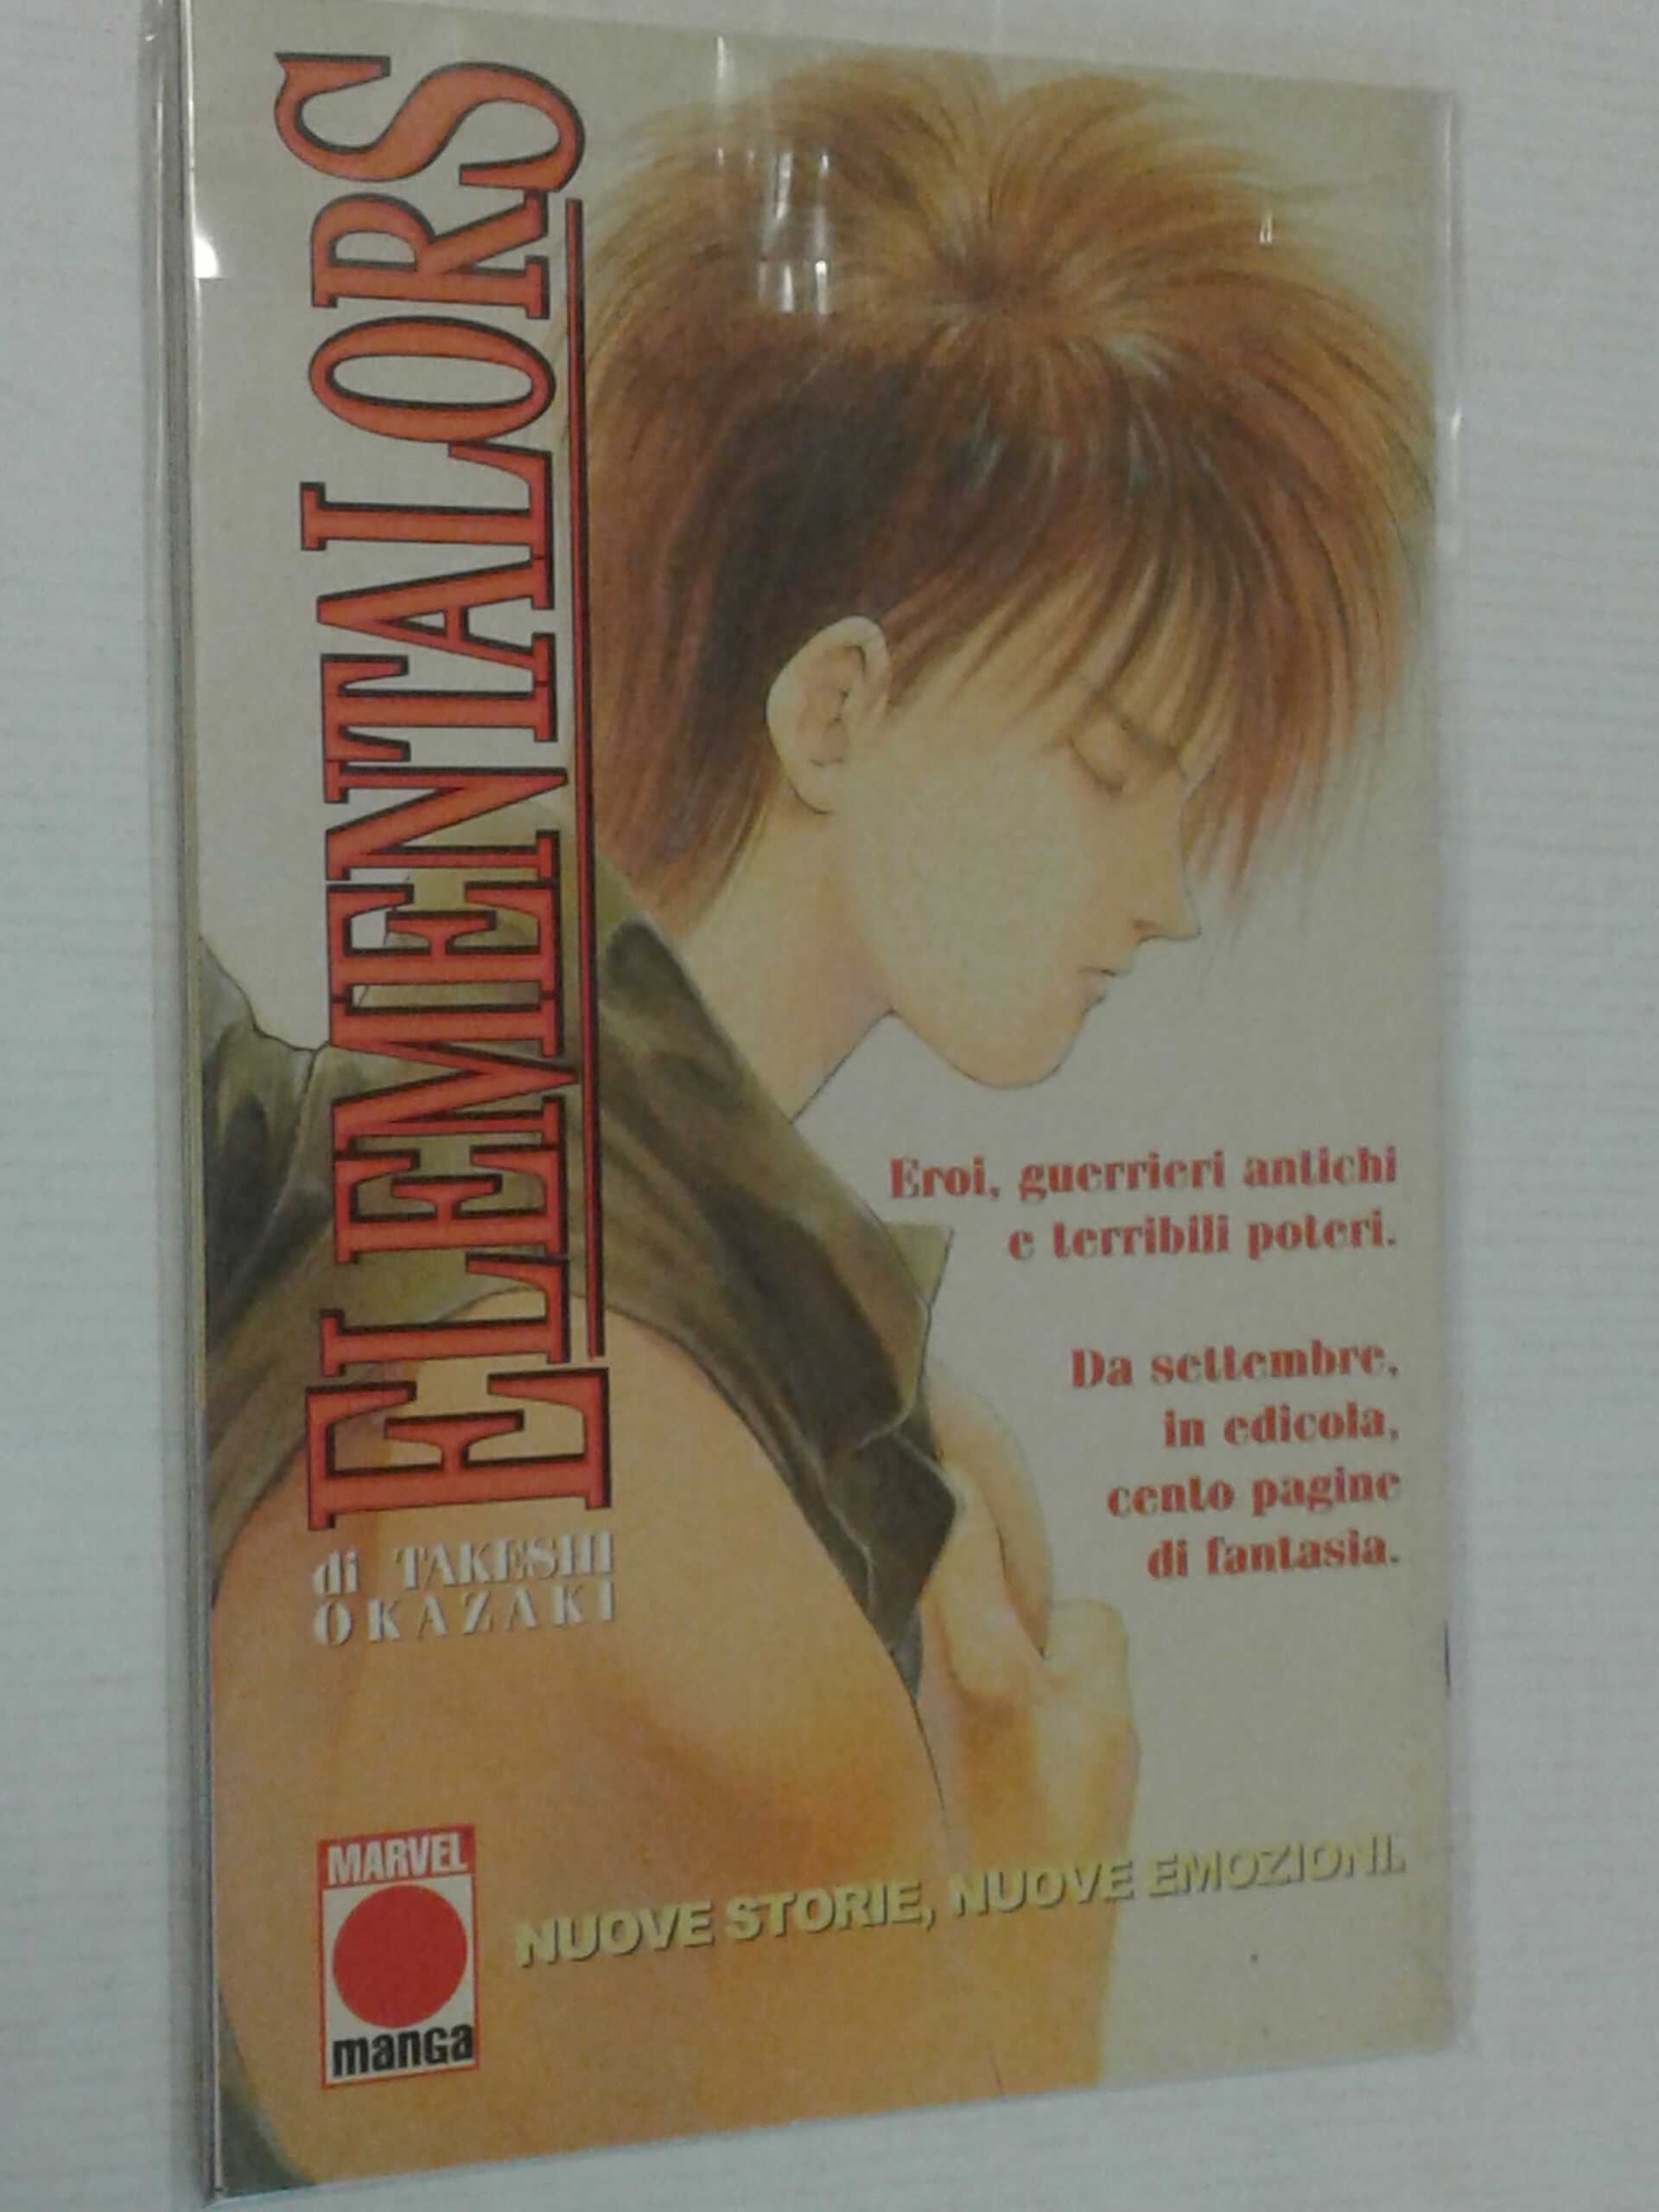 ELEMENTALORS
di TAKESHI
OKAZAKI
Eroi, guerrieri antichi
e terribili poteri.
Da settembre,
in edicola,
cento pagine
di fantasia.
NUOVE STORIE, NUOVE EMOZIONI.
MARVEL
manga